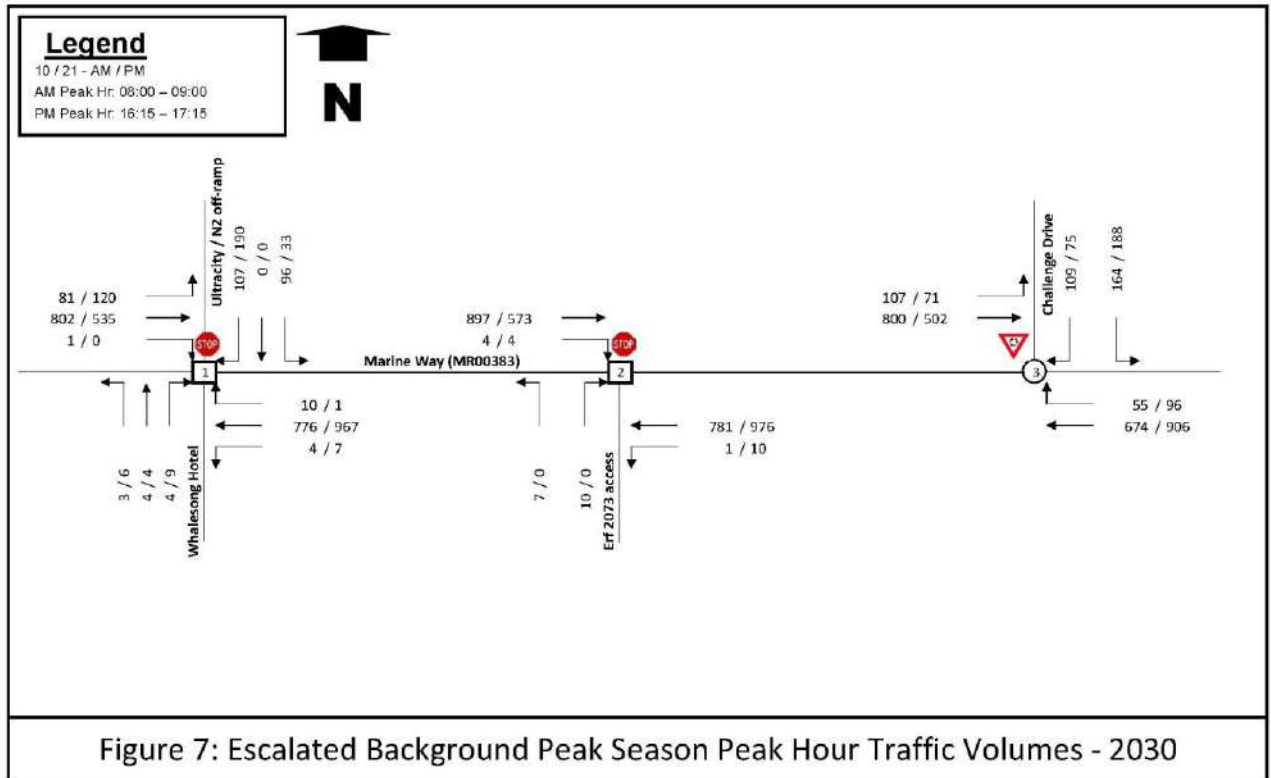 Legend
10 / 21 - AM / PM
AM Peak Hr: 08:00 – 09:00
PM Peak Hr: 16:15 – 17:15
N
Ultracity / N2 off-ramp
107 / 190
0 / 0
96 / 33
Challenge Drive
109 / 75
164 / 188
81 / 120
802 / 535
1 / 0
897 / 573
4 / 4
107 / 71
800 / 502
STOP
STOP
Marine Way (MR00383)
1
2
3
10 / 1
776 / 967
4 / 7
781 / 976
1 / 10
55 / 96
674 / 906
3 / 6
4 / 4
4 / 9
Whalesong Hotel
7 / 0
10 / 0
Erf 2073 access
Figure 7: Escalated Background Peak Season Peak Hour Traffic Volumes - 2030